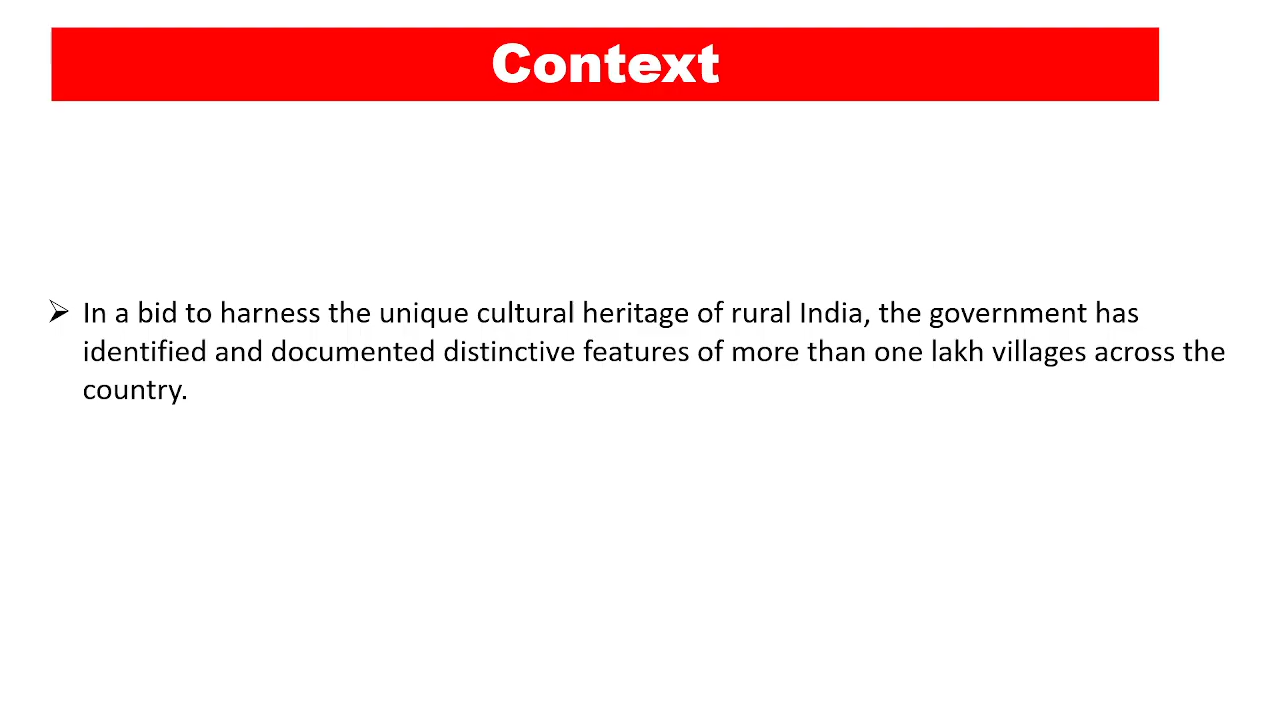 Context
➢ In a bid to harness the unique cultural heritage of rural India, the government has
identified and documented distinctive features of more than one lakh villages across the
country.